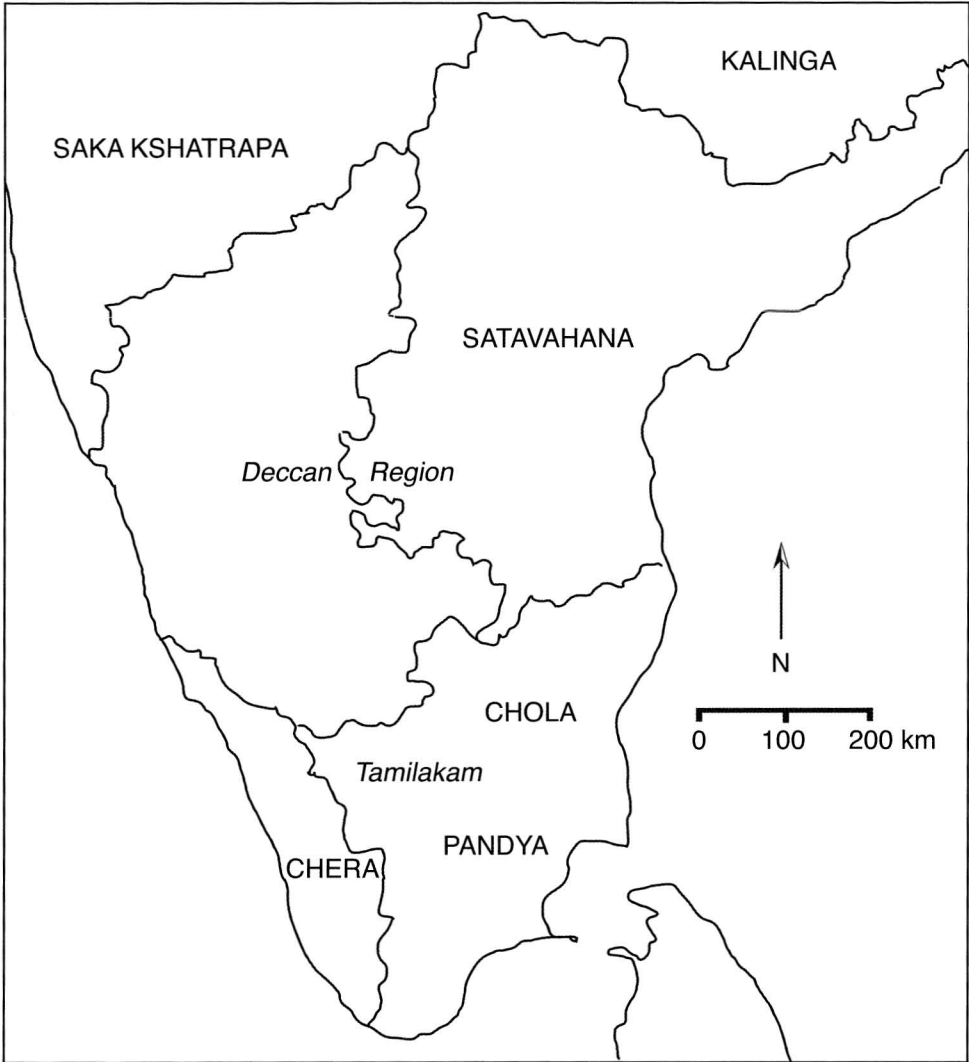 KALINGA
SAKA KSHATRAPA
SATAVAHANA
Deccan Region
N
0 100 200 km
CHOLA
Tamilakam
PANDYA
CHERA